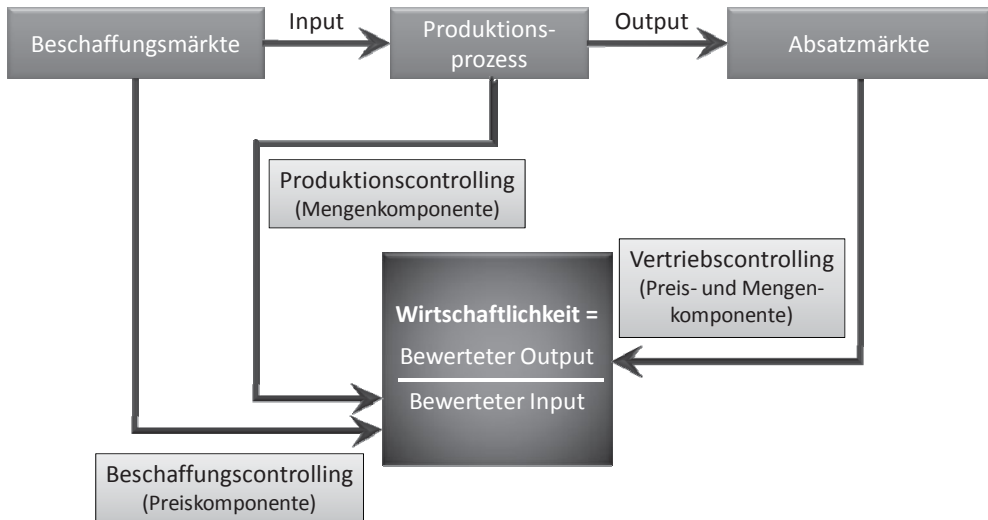 Beschaffungsmärkte
Input
Produktions-
prozess
Output
Absatzmärkte
Produktionscontrolling
(Mengenkomponente)
Vertriebscontrolling
(Preis- und Mengen-
komponente)
Wirtschaftlichkeit =
Bewerteter Output
Bewerteter Input
Beschaffungscontrolling
(Preiskomponente)